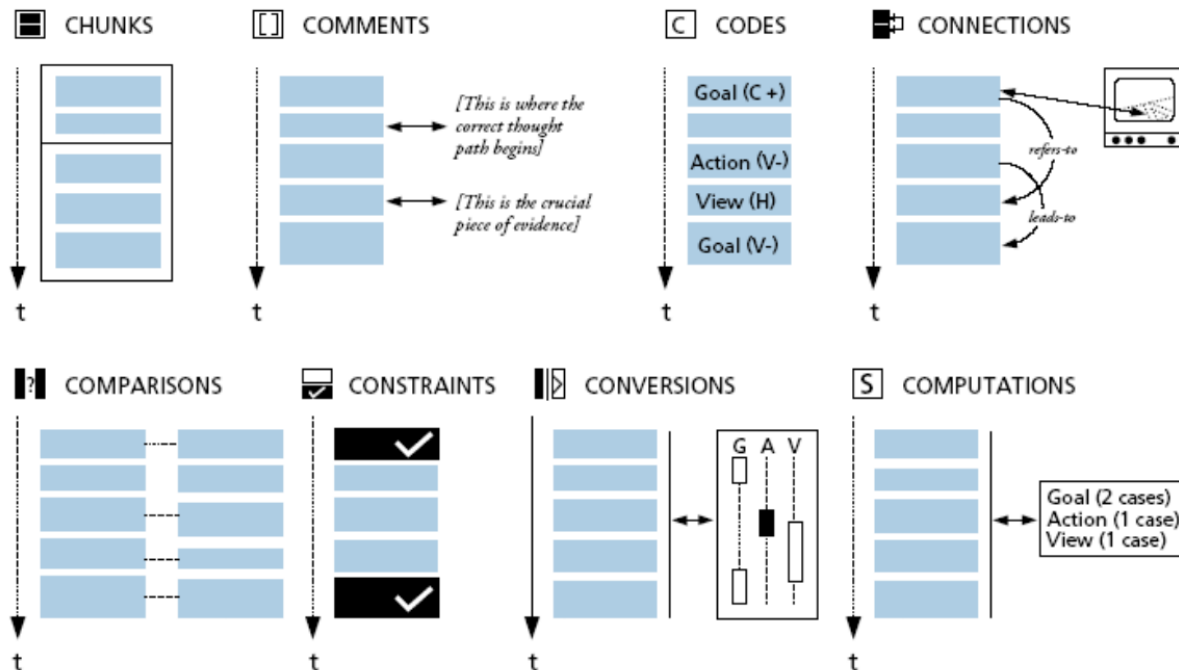 CHUNKS
[ ] COMMENTS
C CODES
CONNECTIONS
[This is where the
correct thought
path begins]
[This is the crucial
piece of evidence]
Goal (C +)
Action (V-)
View (H)
Goal (V-)
refers-to
leads-to
t
t
t
t
? COMPARISONS
CONSTRAINTS
CONVERSIONS
S COMPUTATIONS
G A V
Goal (2 cases)
Action (1 case)
View (1 case)
t
t
t
t